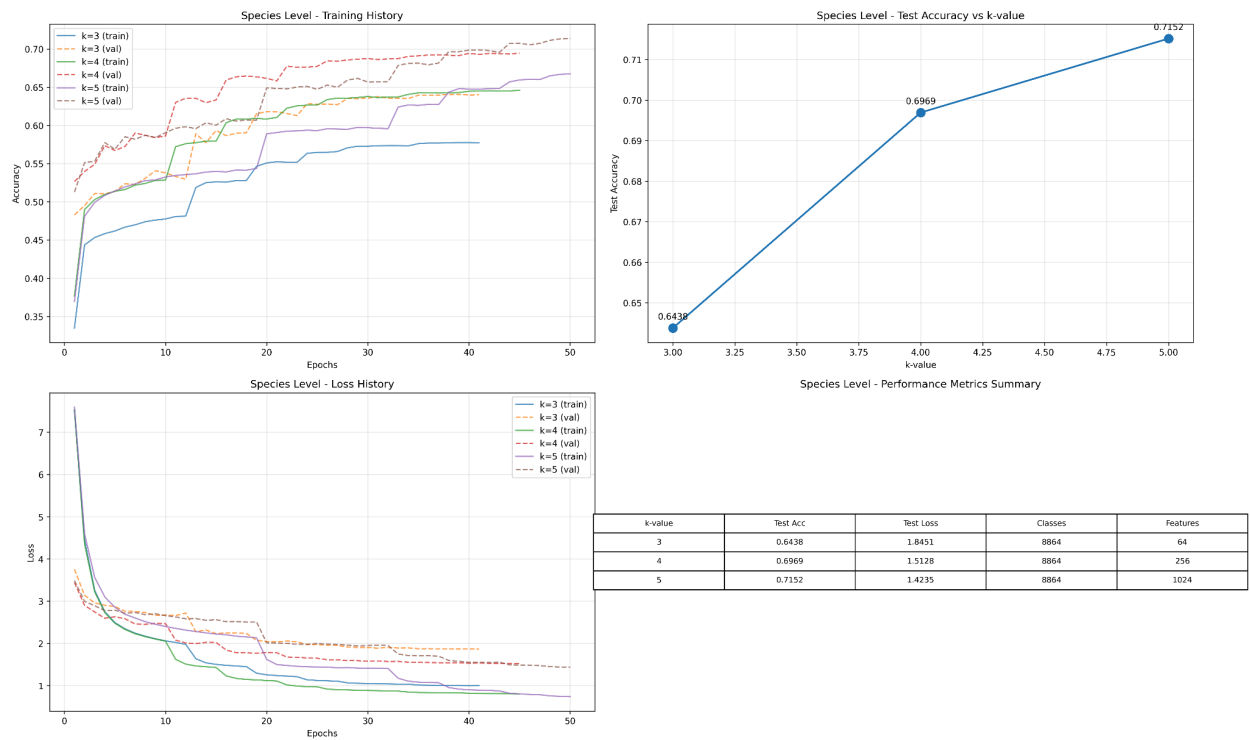 Species Level - Training History
k=3 (train)
k=3 (val)
k=4 (train)
k=4 (val)
k=5 (train)
k=5 (val)
0.70
0.65
0.60
0.55
0.50
0.45
0.40
0.35
Accuracy
0 10 20 30 40 50
Epochs
Species Level - Test Accuracy vs k-value
0.7152
0.6969
0.6438
0.71
0.70
0.69
0.68
0.67
0.66
0.65
Test Accuracy
3.00 3.25 3.50 3.75 4.00 4.25 4.50 4.75 5.00
k-value
Species Level - Loss History
k=3 (train)
k=3 (val)
k=4 (train)
k=4 (val)
k=5 (train)
k=5 (val)
7
6
5
4
3
2
1
Loss
0 10 20 30 40 50
Epochs
Species Level - Performance Metrics Summary
k-value Test Acc Test Loss Classes Features
3 0.6438 1.8451 8864 64
4 0.6969 1.5128 8864 256
5 0.7152 1.4235 8864 1024